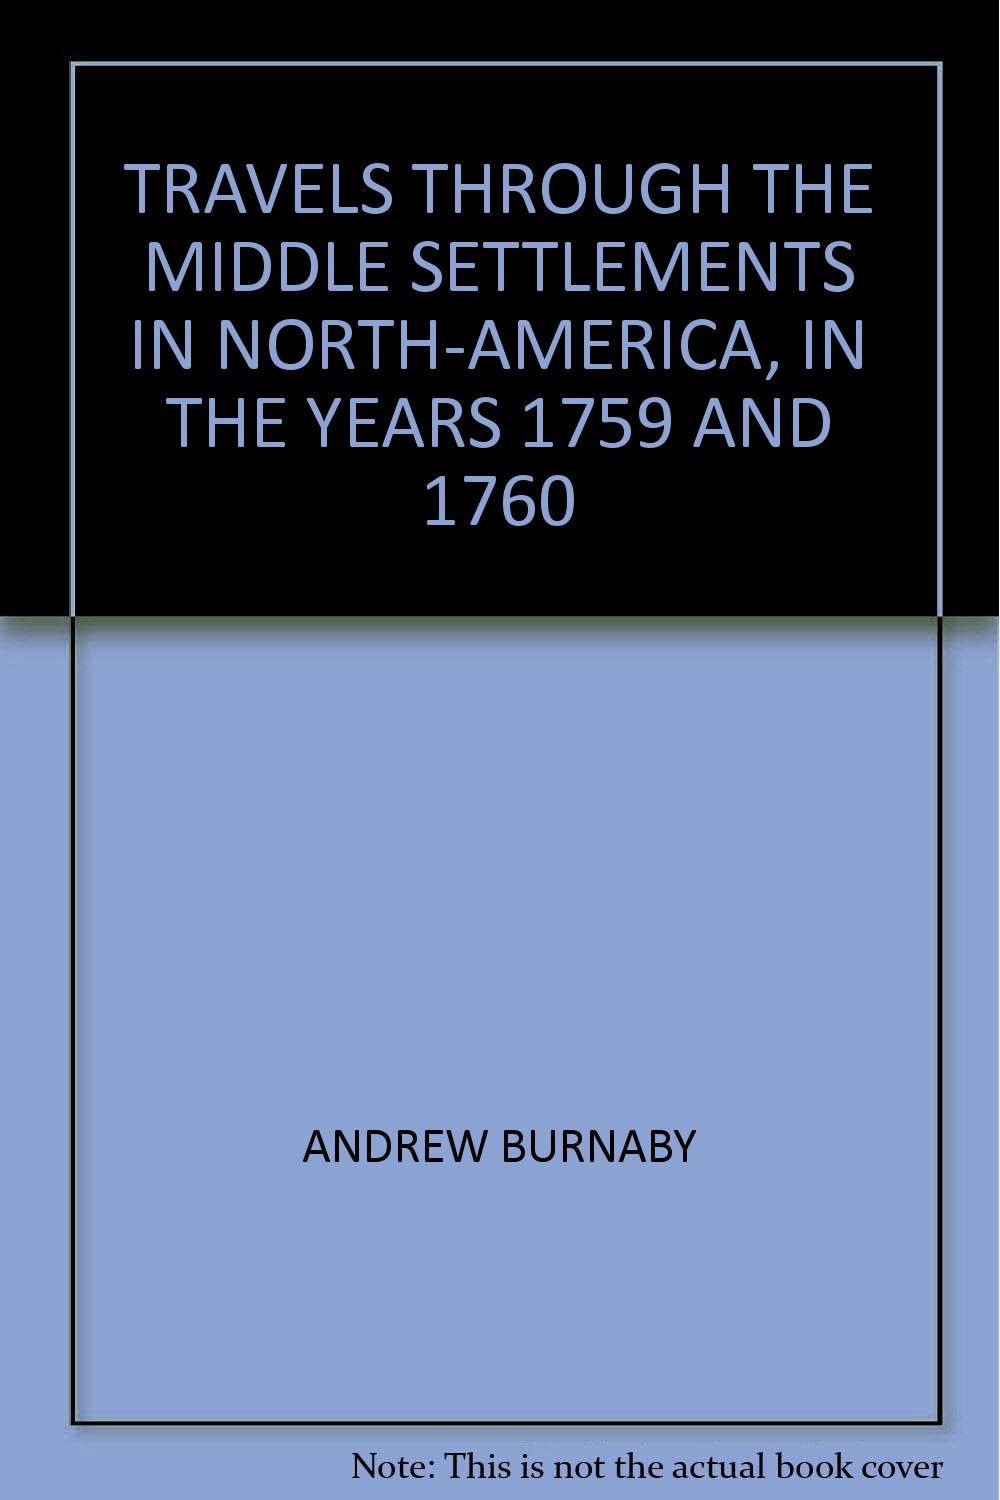 TRAVELS THROUGH THE
MIDDLE SETTLEMENTS
IN NORTH-AMERICA, IN
THE YEARS 1759 AND
1760
ANDREW BURNABY
Note: This is not the actual book cover